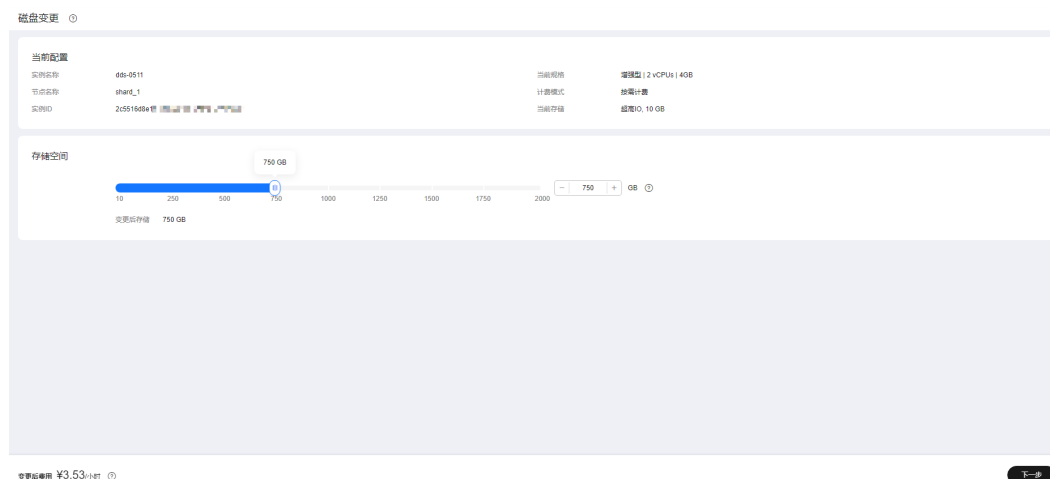 磁盘变更
当前配置
实例名称 dds-0511 当前规格 增强型 | 2 vCPUs | 4GB
节点名称 shard_1 计费模式 按需计费
实例ID 2c5516d8e1 当前存储 超高IO, 10 GB
存储空间
750 GB
750 GB
10 250 500 750 1000 1250 1500 1750 2000
变更后存储 750 GB
变更后费用 ¥3.53/小时
下一步